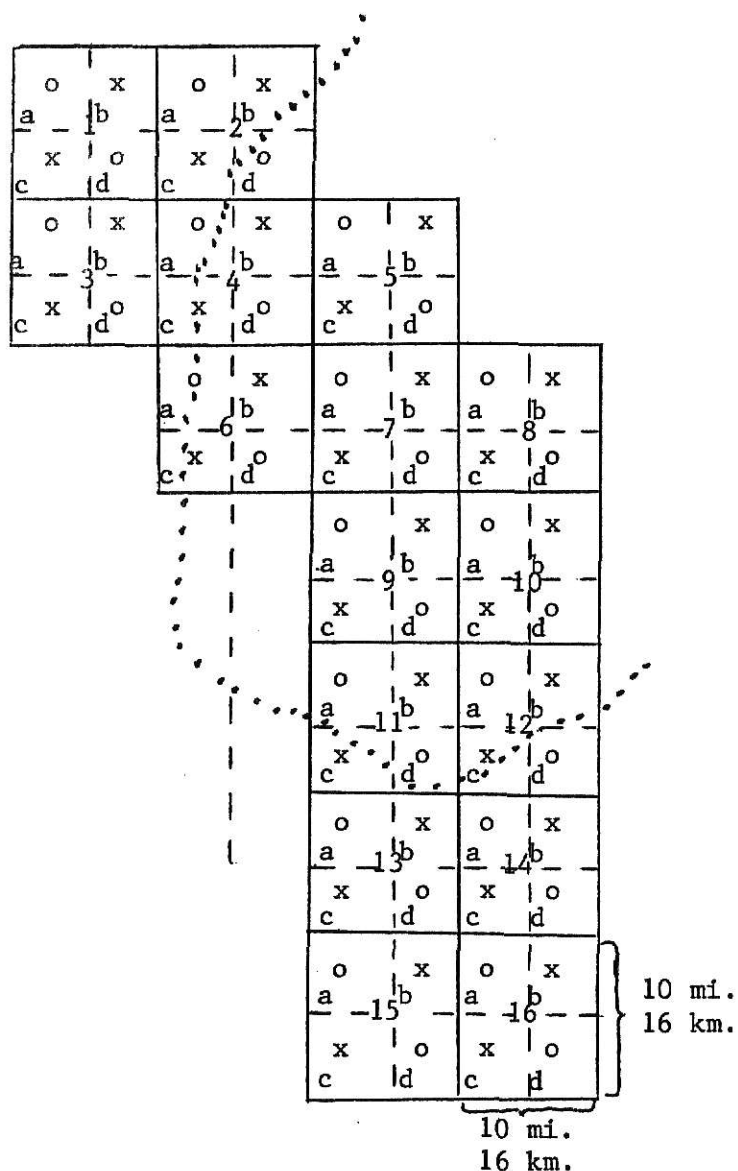 o x o x
a b a b
1 2
x o x o
c d c d
o x o x o x
a b a b a b
3 4 5
x o x o x o
c d c d c d
o x o x o x
a b a b a b
6 7 8
x o x o x o
c d c d c d
o x o x
a b a b
9 10
x o x o
c d c d
o x o x
a b a b
11 12
x o x o
c d c d
o x o x
a b a b
13 14
x o x o
c d c d
o x o x
a b a b
15 16
x o x o
c d c d
10 mi.
16 km.
10 mi.
16 km.